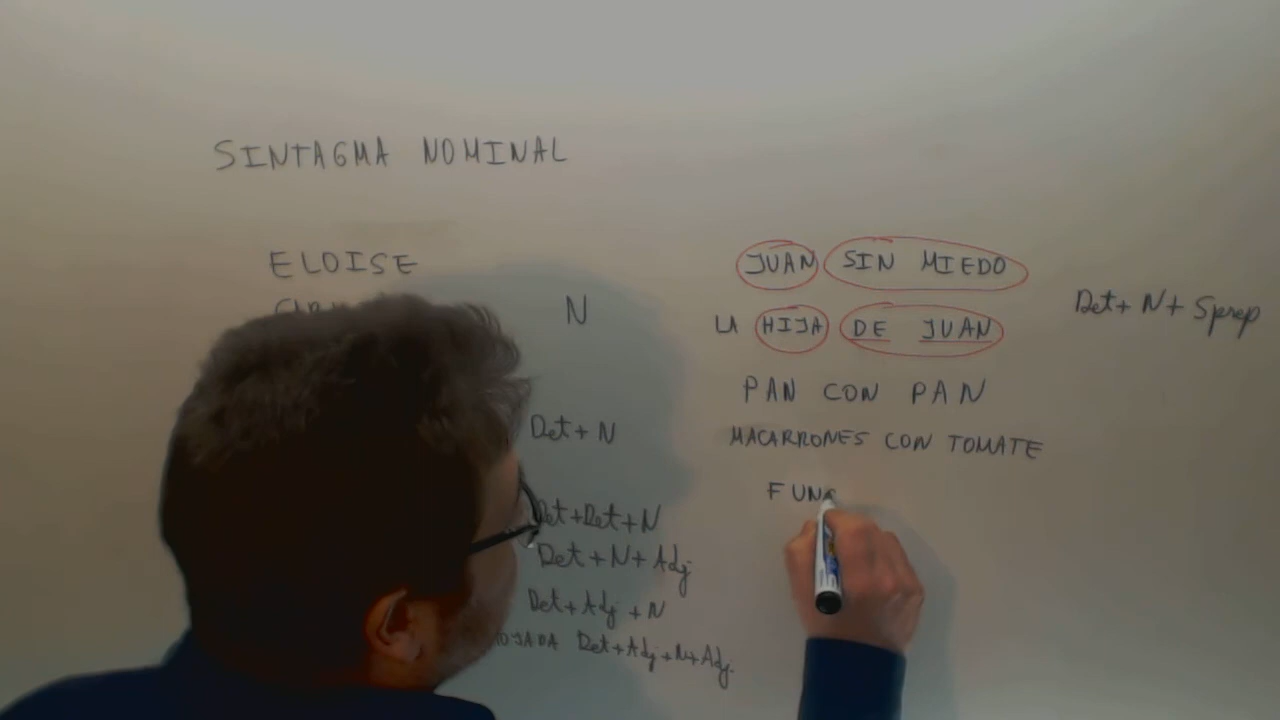 SINTAGMA NOMINAL
ELOISE
N
Det + N
Det + Det + N
Det + N + Adj
Det + Adj + N
Det + Adj + N + Adj.
JUAN SIN MIEDO
LA HIJA DE JUAN
Det + N + Sprep
PAN CON PAN
MACARRONES CON TOMATE
FUN